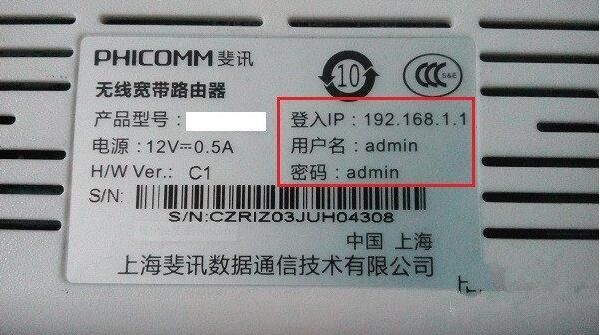 PHICOMM 斐讯
10
S&E
无线宽带路由器
产品型号：
登入IP：192.168.1.1
电源：12V⎓0.5A
用户名：admin
H/W Ver.： C1
密码：admin
S/N:
S/N:CZRIZ03JUH04308
中国 上海
上海斐讯数据通信技术有限公司